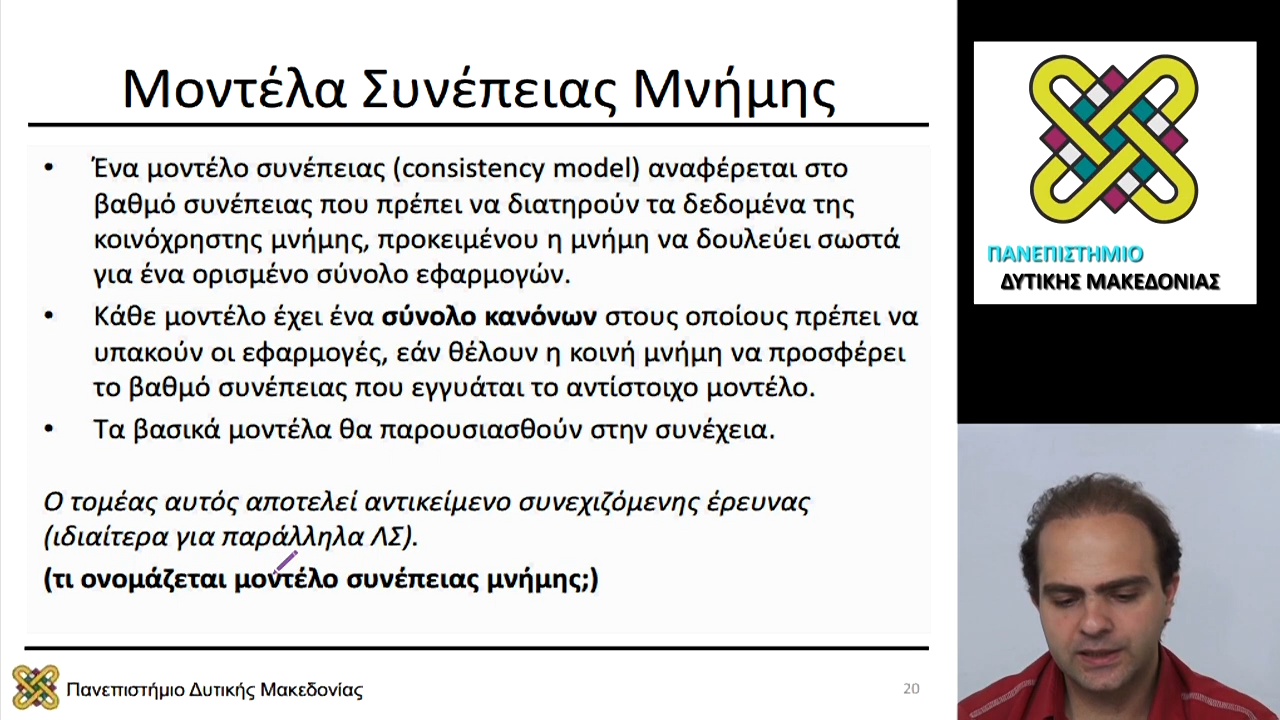 Μοντέλα Συνέπειας Μνήμης
• Ένα μοντέλο συνέπειας (consistency model) αναφέρεται στο
βαθμό συνέπειας που πρέπει να διατηρούν τα δεδομένα της
κοινόχρηστης μνήμης, προκειμένου η μνήμη να δουλεύει σωστά
για ένα ορισμένο σύνολο εφαρμογών.
• Κάθε μοντέλο έχει ένα σύνολο κανόνων στους οποίους πρέπει να
υπακούν οι εφαρμογές, εάν θέλουν η κοινή μνήμη να προσφέρει
το βαθμό συνέπειας που εγγυάται το αντίστοιχο μοντέλο.
• Τα βασικά μοντέλα θα παρουσιασθούν στην συνέχεια.
Ο τομέας αυτός αποτελεί αντικείμενο συνεχιζόμενης έρευνας
(ιδιαίτερα για παράλληλα ΛΣ).
(τι ονομάζεται μοντέλο συνέπειας μνήμης;)
Πανεπιστήμιο Δυτικής Μακεδονίας
20
ΠΑΝΕΠΙΣΤΗΜΙΟ
ΔΥΤΙΚΗΣ ΜΑΚΕΔΟΝΙΑΣ